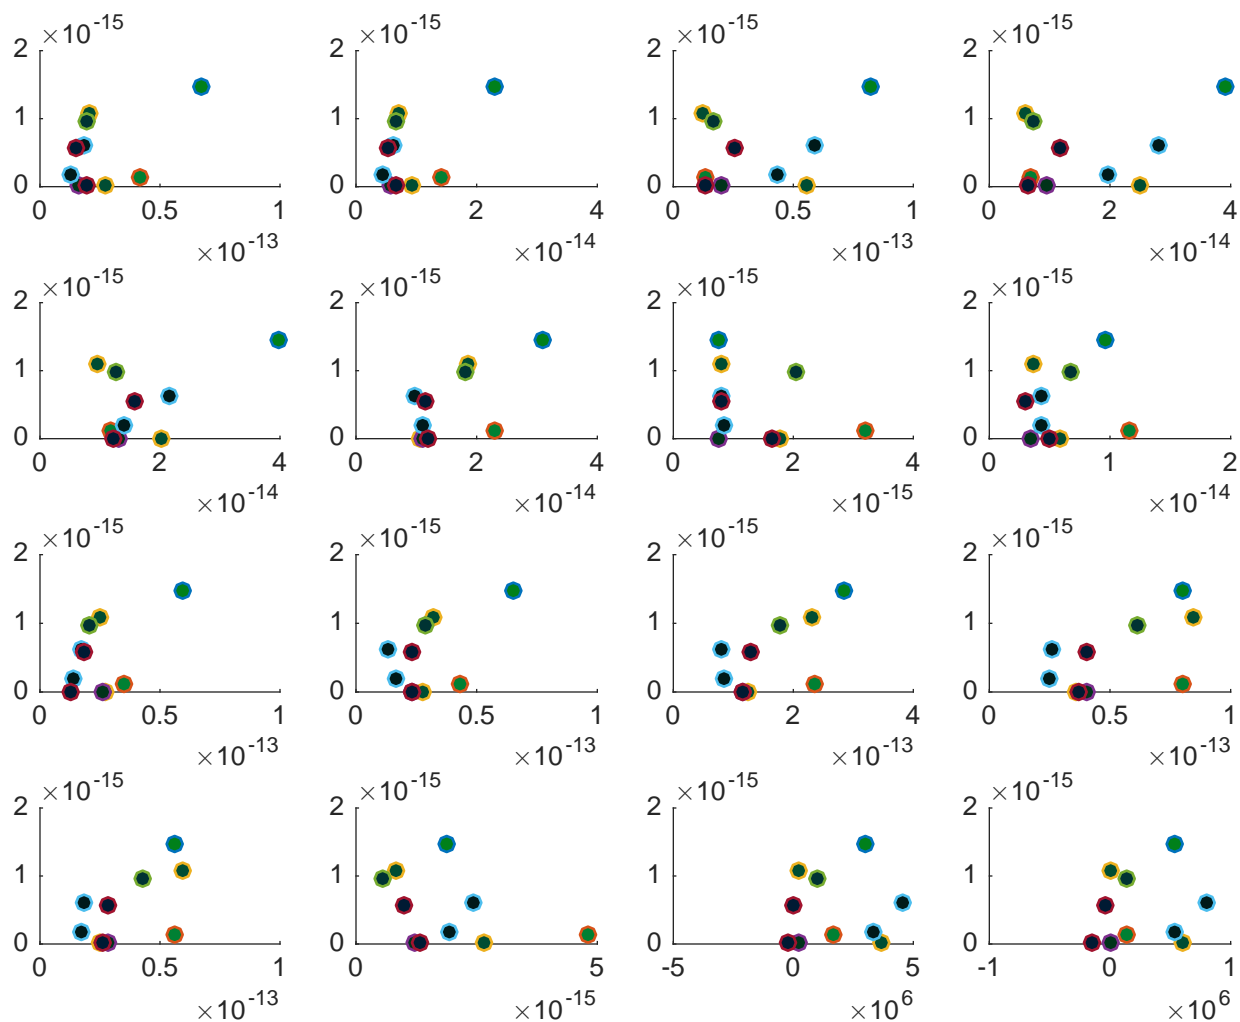 ×10⁻¹⁵ ×10⁻¹⁵ ×10⁻¹⁵ ×10⁻¹⁵
2 2 2 2
1 1 1 1
0 0 0 0
0 0.5 1 0 2 4 0 0.5 1 0 2 4
×10⁻¹³ ×10⁻¹⁴ ×10⁻¹³ ×10⁻¹⁴
×10⁻¹⁵ ×10⁻¹⁵ ×10⁻¹⁵ ×10⁻¹⁵
2 2 2 2
1 1 1 1
0 0 0 0
0 2 4 0 2 4 0 2 4 0 1 2
×10⁻¹⁴ ×10⁻¹⁴ ×10⁻¹⁵ ×10⁻¹⁴
×10⁻¹⁵ ×10⁻¹⁵ ×10⁻¹⁵ ×10⁻¹⁵
2 2 2 2
1 1 1 1
0 0 0 0
0 0.5 1 0 0.5 1 0 2 4 0 0.5 1
×10⁻¹³ ×10⁻¹³ ×10⁻¹³ ×10⁻¹³
×10⁻¹⁵ ×10⁻¹⁵ ×10⁻¹⁵ ×10⁻¹⁵
2 2 2 2
1 1 1 1
0 0 0 0
0 0.5 1 0 5 -5 0 5 -1 0 1
×10⁻¹³ ×10⁻¹⁵ ×10⁶ ×10⁶